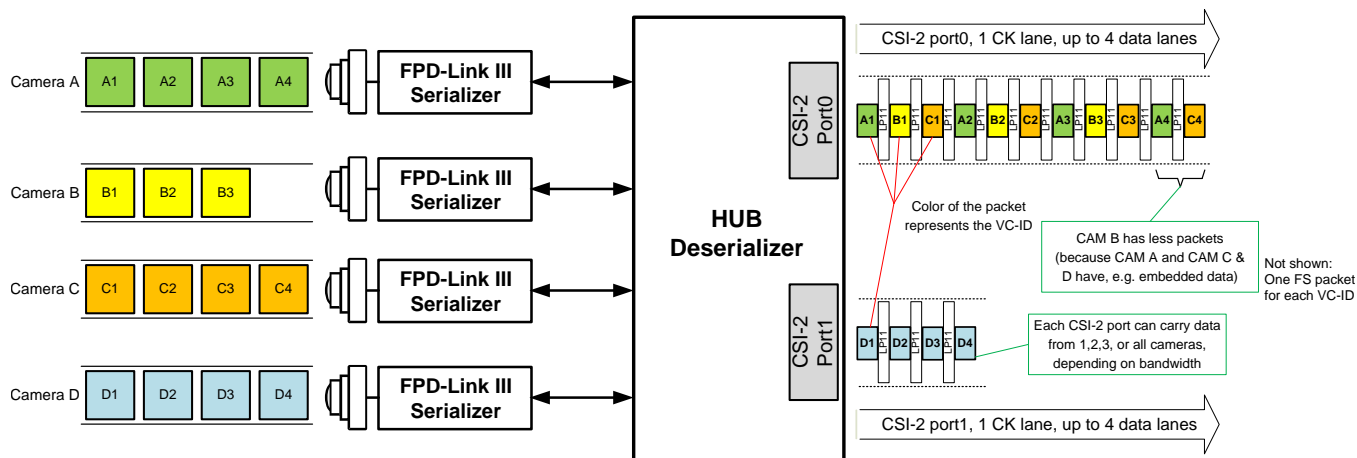 Camera A
A1 A2 A3 A4
FPD-Link III
Serializer
Camera B
B1 B2 B3
FPD-Link III
Serializer
Camera C
C1 C2 C3 C4
FPD-Link III
Serializer
Camera D
D1 D2 D3 D4
FPD-Link III
Serializer
HUB
Deserializer
CSI-2
Port0
CSI-2
Port1
CSI-2 port0, 1 CK lane, up to 4 data lanes
A1 LP11 B1 LP11 C1 LP11 A2 LP11 B2 LP11 C2 LP11 A3 LP11 B3 LP11 C3 LP11 A4 LP11 C4
Color of the packet
represents the VC-ID
CAM B has less packets
(because CAM A and CAM C &
D have, e.g. embedded data)
Not shown:
One FS packet
for each VC-ID
D1 LP11 D2 LP11 D3 LP11 D4
Each CSI-2 port can carry data
from 1,2,3, or all cameras,
depending on bandwidth
CSI-2 port1, 1 CK lane, up to 4 data lanes